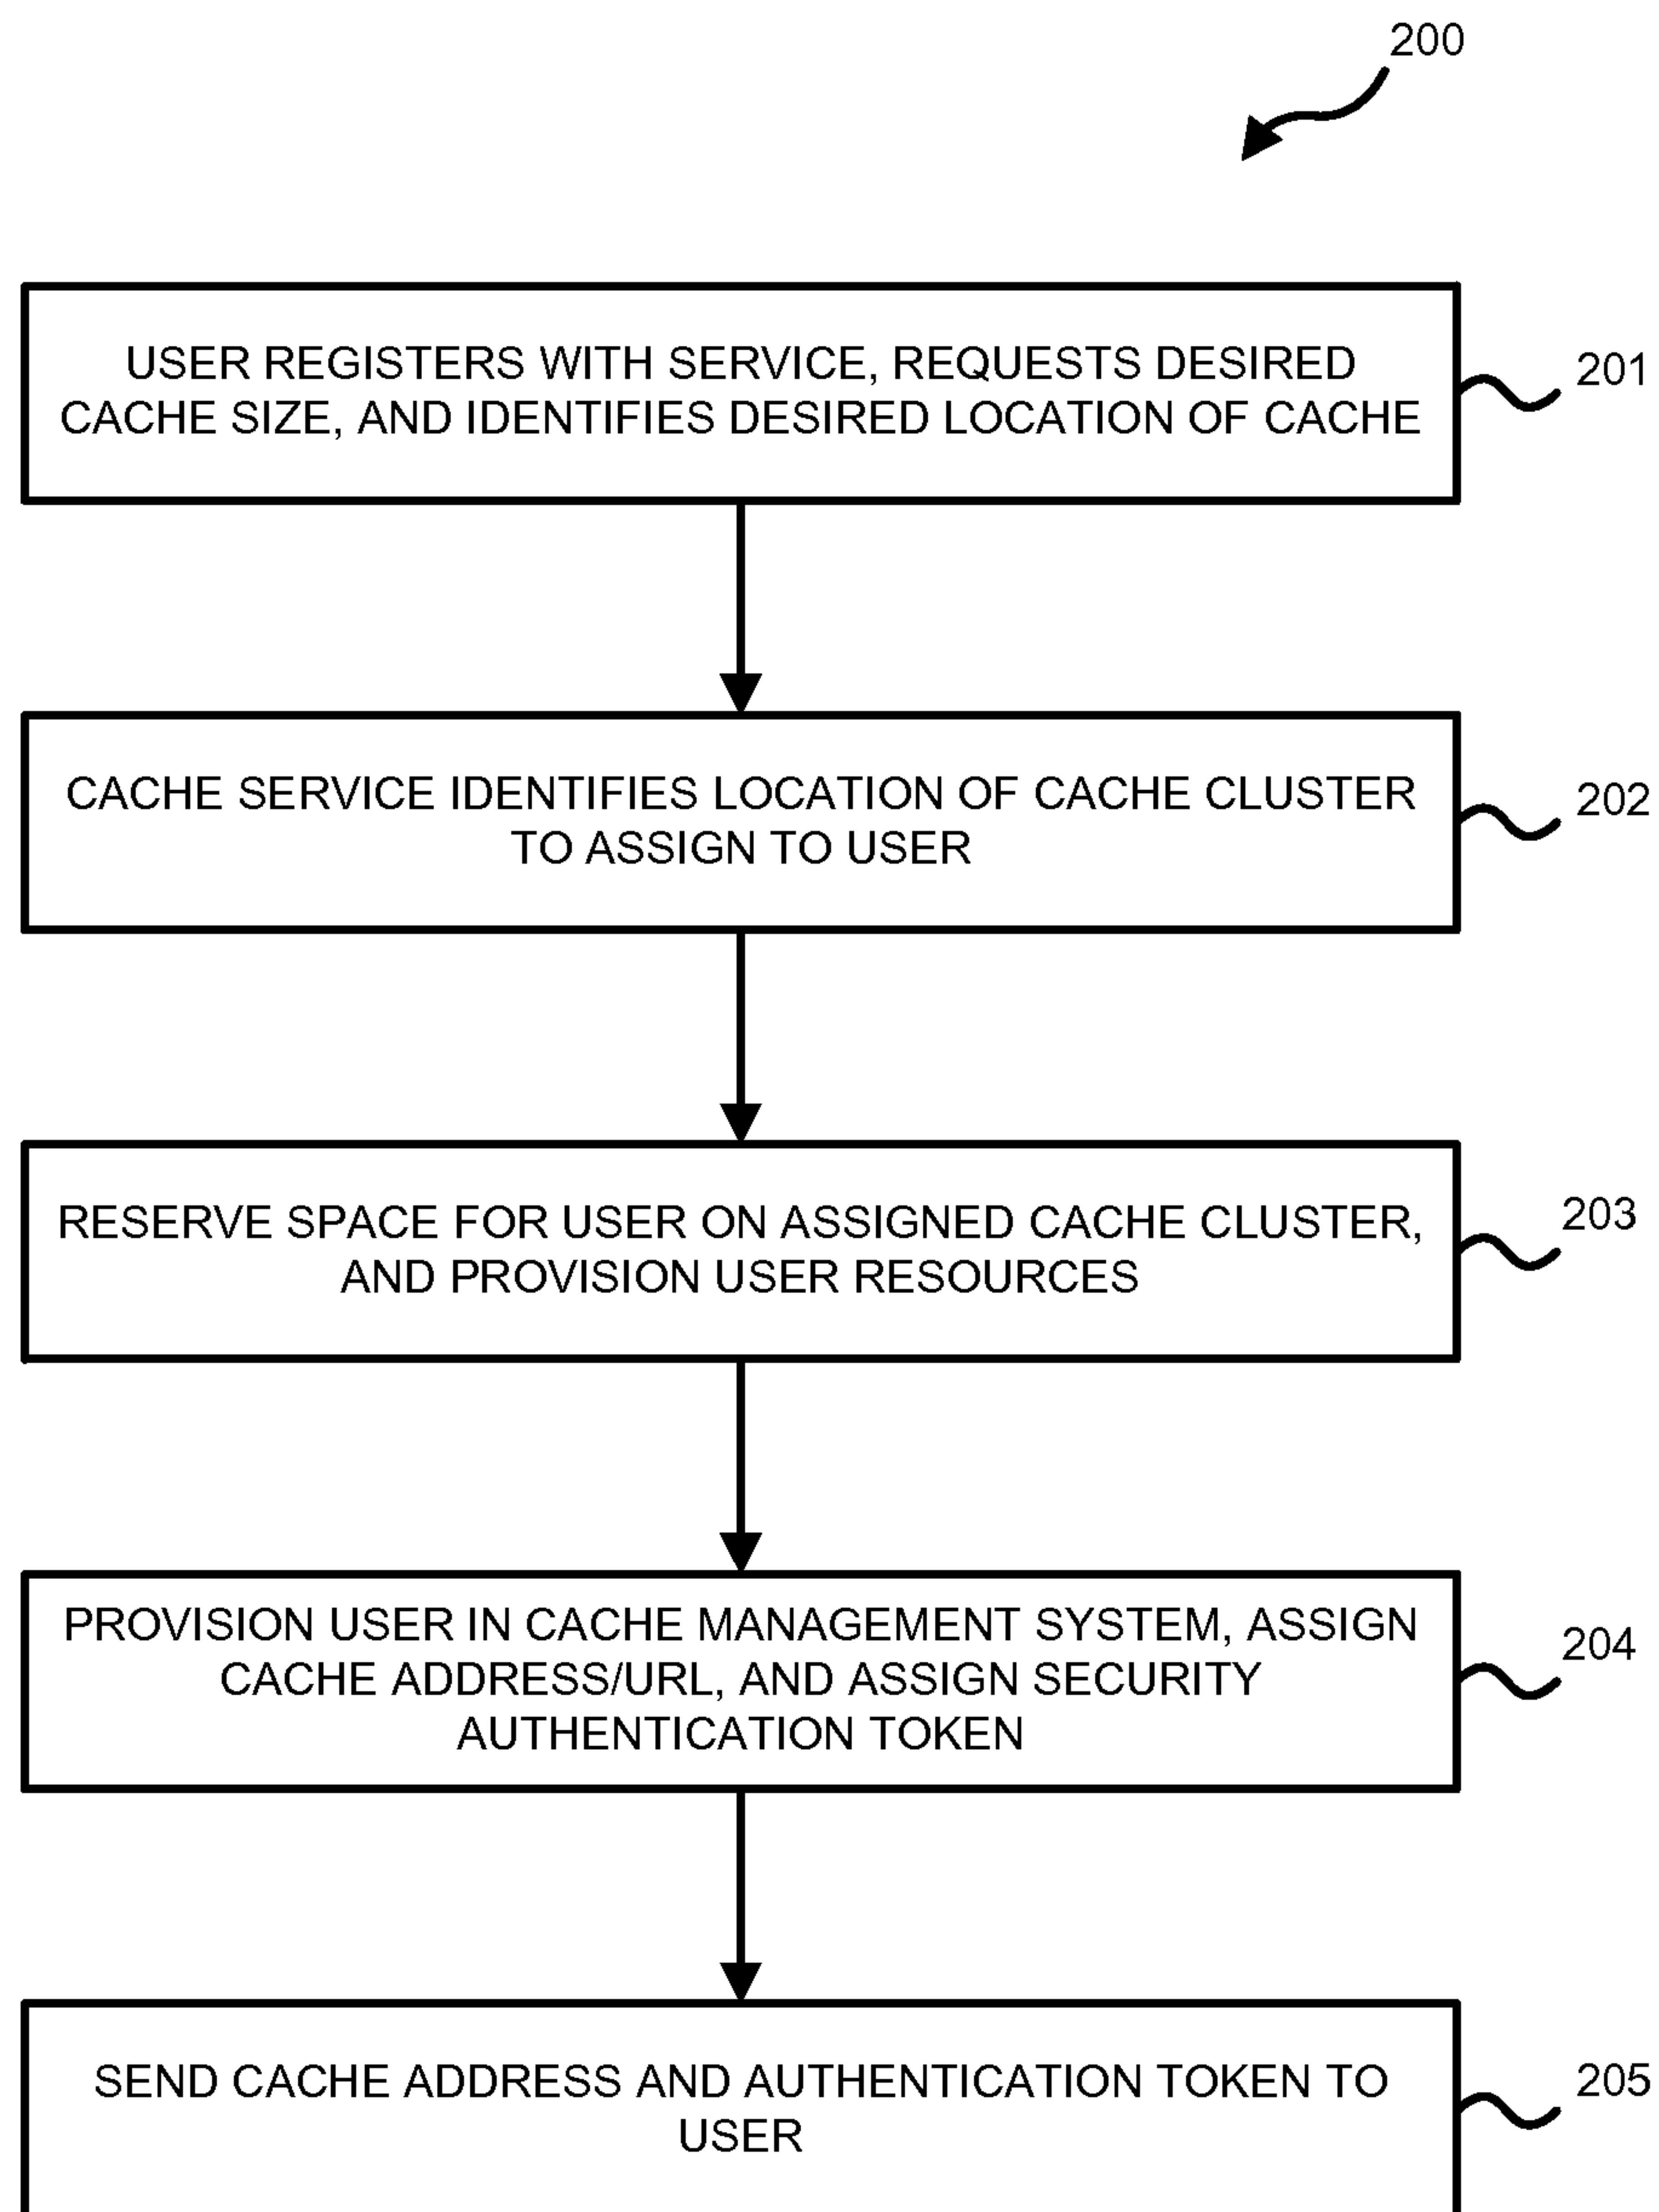 200
USER REGISTERS WITH SERVICE, REQUESTS DESIRED
CACHE SIZE, AND IDENTIFIES DESIRED LOCATION OF CACHE
201
CACHE SERVICE IDENTIFIES LOCATION OF CACHE CLUSTER
TO ASSIGN TO USER
202
RESERVE SPACE FOR USER ON ASSIGNED CACHE CLUSTER,
AND PROVISION USER RESOURCES
203
PROVISION USER IN CACHE MANAGEMENT SYSTEM, ASSIGN
CACHE ADDRESS/URL, AND ASSIGN SECURITY
AUTHENTICATION TOKEN
204
SEND CACHE ADDRESS AND AUTHENTICATION TOKEN TO
USER
205